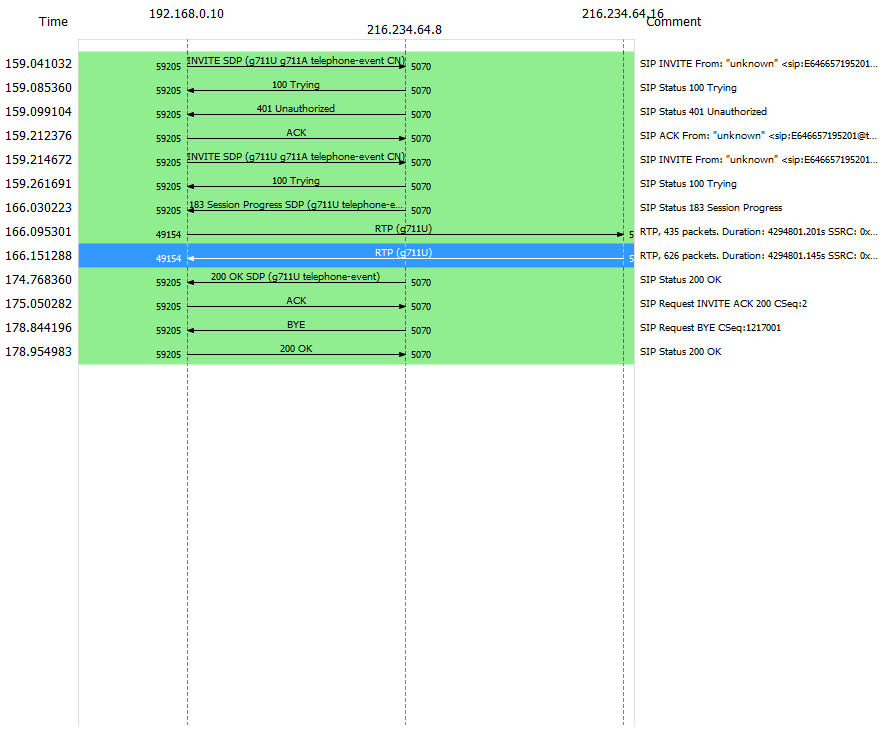 Time 192.168.0.10 216.234.64.8 216.234.64.16 Comment
159.041032 59205 INVITE SDP (g711U g711A telephone-event CN) 5070 SIP INVITE From: "unknown" <sip:E646657195201...
159.085360 59205 100 Trying 5070 SIP Status 100 Trying
159.099104 59205 401 Unauthorized 5070 SIP Status 401 Unauthorized
159.212376 59205 ACK 5070 SIP ACK From: "unknown" <sip:E646657195201@t...
159.214672 59205 INVITE SDP (g711U g711A telephone-event CN) 5070 SIP INVITE From: "unknown" <sip:E646657195201...
159.261691 59205 100 Trying 5070 SIP Status 100 Trying
166.030223 59205 183 Session Progress SDP (g711U telephone-e... 5070 SIP Status 183 Session Progress
166.095301 49154 RTP (g711U) 5 RTP, 435 packets. Duration: 4294801.201s SSRC: 0x...
166.151288 49154 RTP (g711U) 5 RTP, 626 packets. Duration: 4294801.145s SSRC: 0x...
174.768360 59205 200 OK SDP (g711U telephone-event) 5070 SIP Status 200 OK
175.050282 59205 ACK 5070 SIP Request INVITE ACK 200 CSeq:2
178.844196 59205 BYE 5070 SIP Request BYE CSeq:1217001
178.954983 59205 200 OK 5070 SIP Status 200 OK